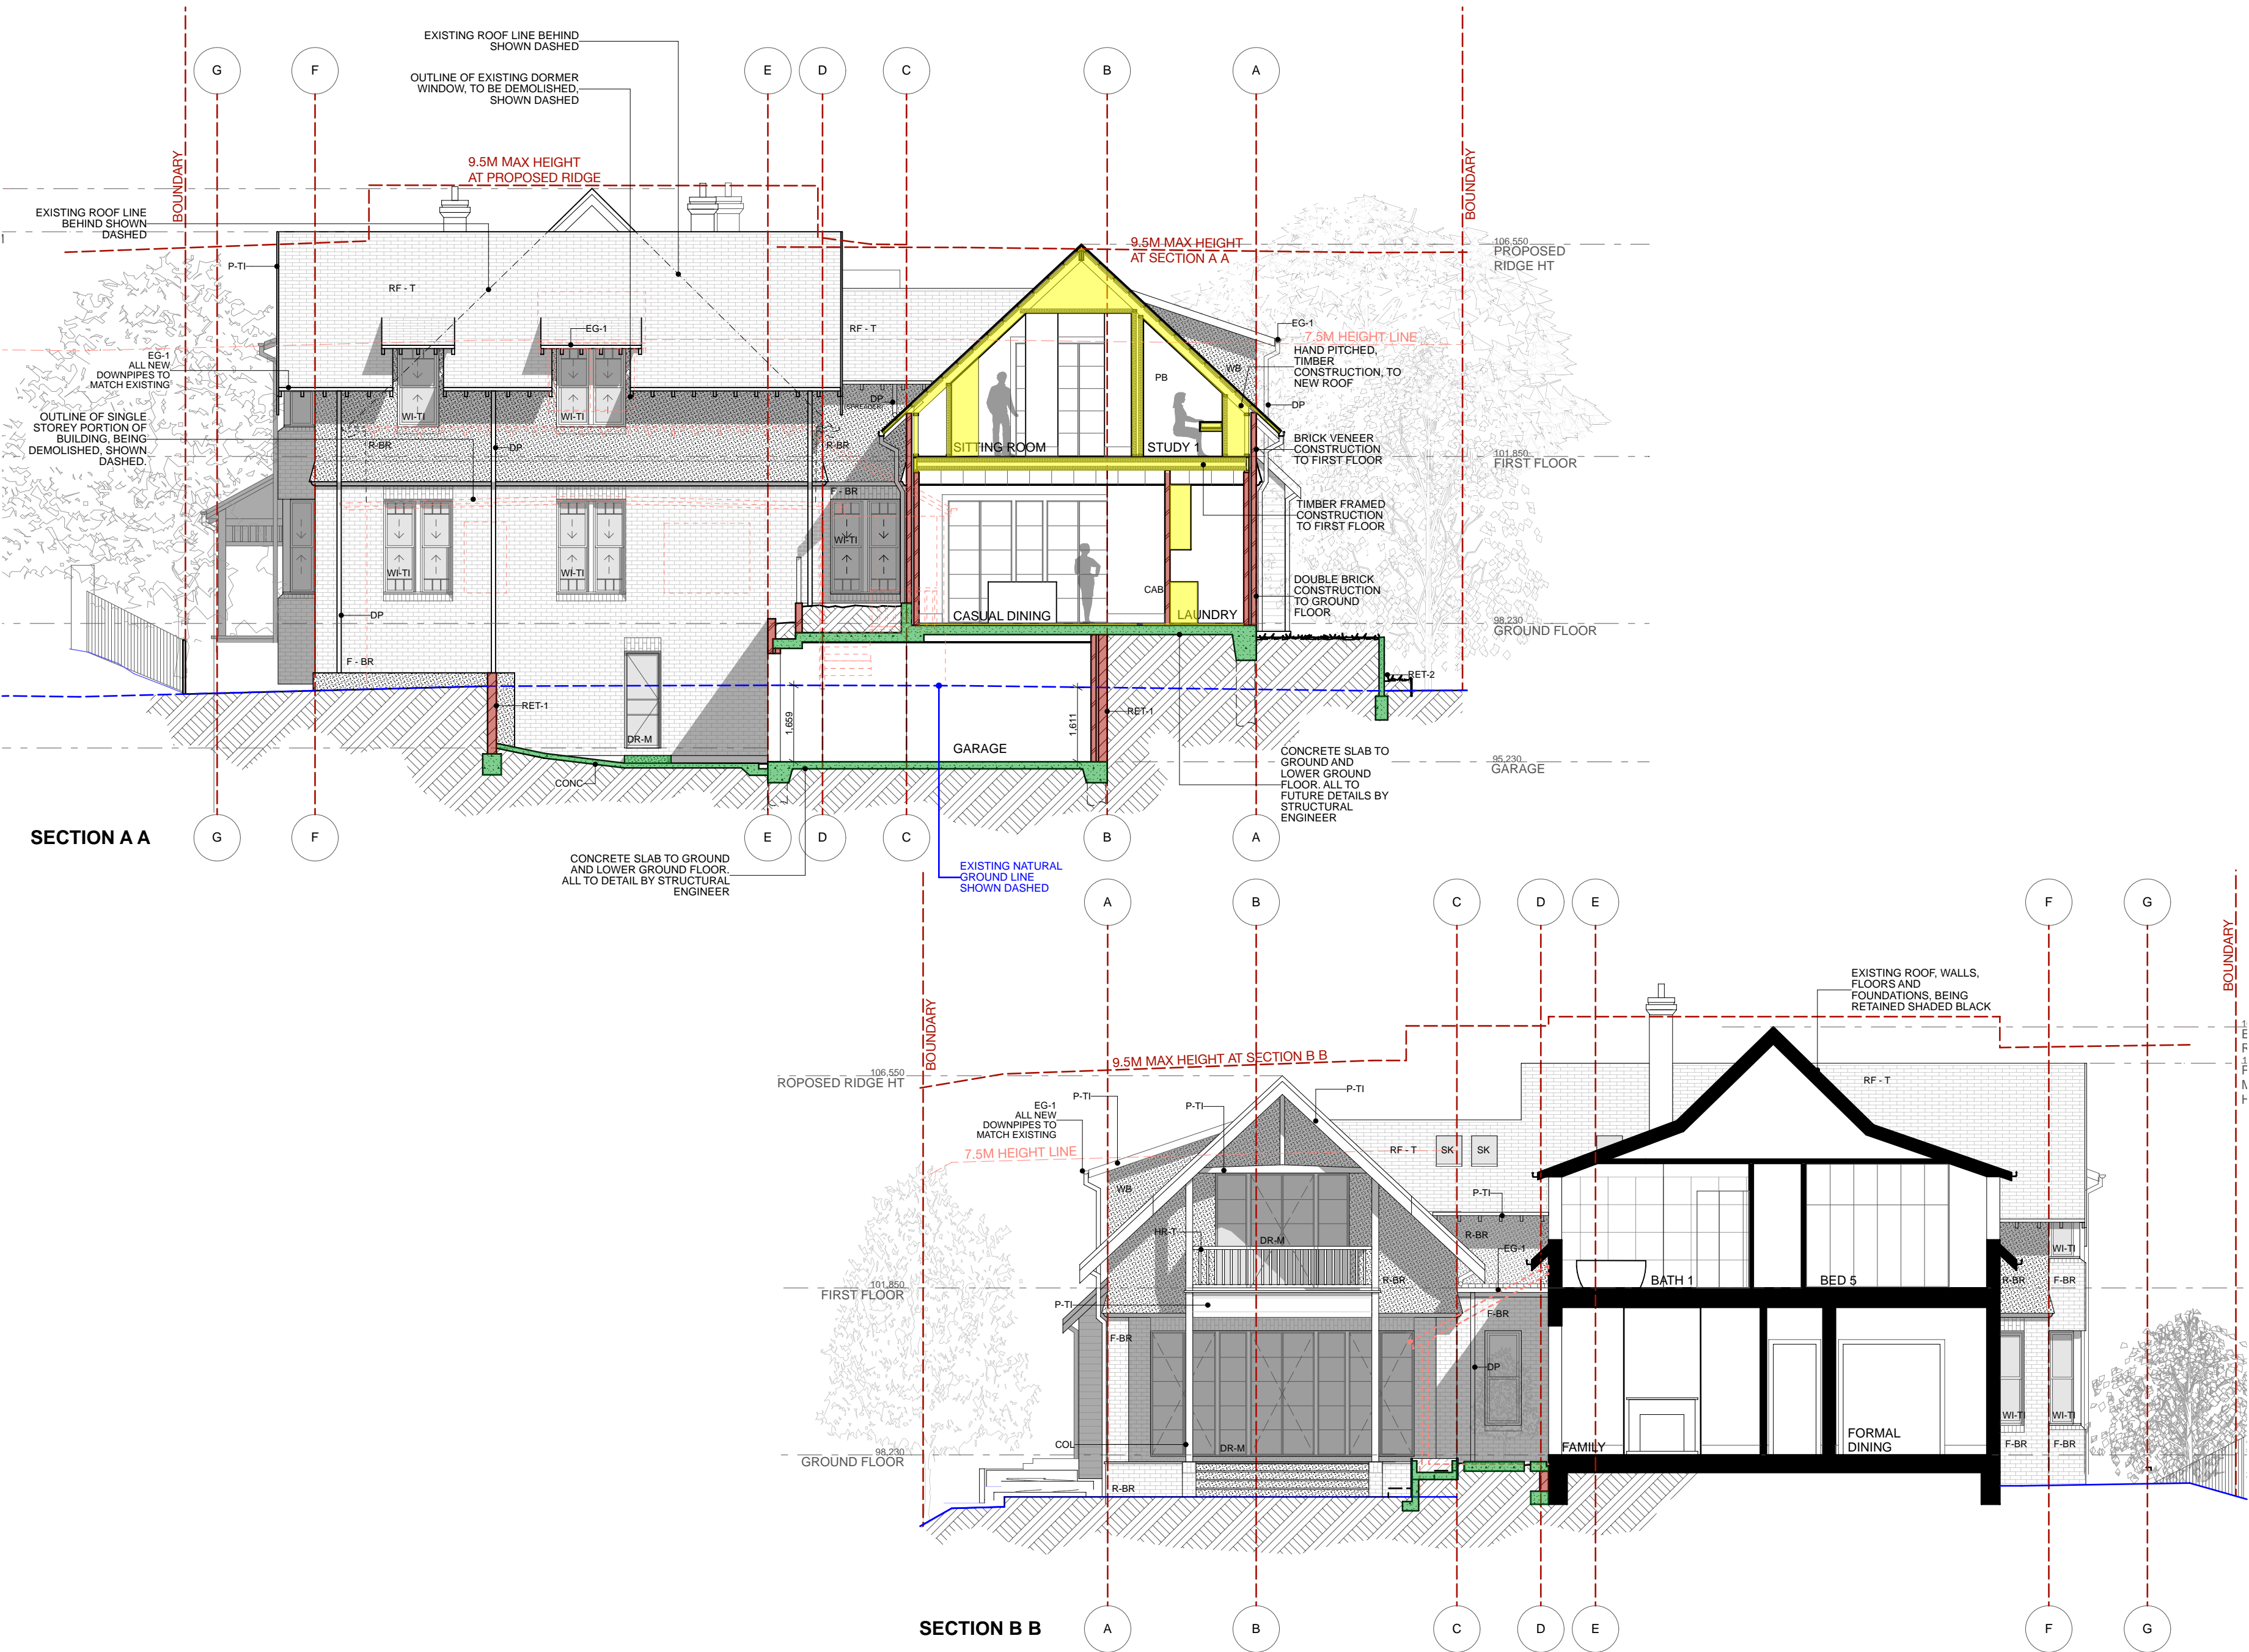 EXISTING ROOF LINE BEHIND
SHOWN DASHED
OUTLINE OF EXISTING DORMER
WINDOW, TO BE DEMOLISHED,
SHOWN DASHED
G
F
E
D
C
B
A
BOUNDARY
9.5M MAX HEIGHT
AT PROPOSED RIDGE
BOUNDARY
EXISTING ROOF LINE
BEHIND SHOWN
DASHED
P-TI
RF - T
EG-1
RF - T
9.5M MAX HEIGHT
AT SECTION A A
106,550
PROPOSED
RIDGE HT
EG-1
7.5M HEIGHT LINE
HAND PITCHED,
TIMBER
CONSTRUCTION, TO
NEW ROOF
EG-1
ALL NEW
DOWNPIPES TO
MATCH EXISTING
OUTLINE OF SINGLE
STOREY PORTION OF
BUILDING, BEING
DEMOLISHED, SHOWN
DASHED.
WI-TI
WI-TI
R-BR
DP
R-BR
DP
SPREADER
PB
WB
DP
SITTING ROOM
STUDY 1
BRICK VENEER
CONSTRUCTION
TO FIRST FLOOR
101,850
FIRST FLOOR
F - BR
WI-TI
TIMBER FRAMED
CONSTRUCTION
TO FIRST FLOOR
WI-TI
WI-TI
DP
CAB
CASUAL DINING
LAUNDRY
DOUBLE BRICK
CONSTRUCTION
TO GROUND
FLOOR
98,230
GROUND FLOOR
F - BR
RET-1
DR-M
1,659
GARAGE
1,611
RET-1
RET-2
95,230
GARAGE
CONC
CONCRETE SLAB TO
GROUND AND
LOWER GROUND
FLOOR. ALL TO
FUTURE DETAILS BY
STRUCTURAL
ENGINEER
SECTION A A
G
F
E
D
C
B
A
CONCRETE SLAB TO GROUND
AND LOWER GROUND FLOOR.
ALL TO DETAIL BY STRUCTURAL
ENGINEER
EXISTING NATURAL
GROUND LINE
SHOWN DASHED
A
B
C
D
E
F
G
BOUNDARY
BOUNDARY
EXISTING ROOF, WALLS,
FLOORS AND
FOUNDATIONS, BEING
RETAINED SHADED BLACK
9.5M MAX HEIGHT AT SECTION B B
106,550
ROPOSED RIDGE HT
P-TI
EG-1
ALL NEW
DOWNPIPES TO
MATCH EXISTING
P-TI
P-TI
RF - T
7.5M HEIGHT LINE
RF - T
SK
SK
WB
P-TI
HR-T
DR-M
R-BR
EG-1
R-BR
BATH 1
BED 5
WI-TI
R-BR
F-BR
101,850
FIRST FLOOR
P-TI
F-BR
F-BR
DP
WI-TI
WI-TI
COL
DR-M
FAMILY
FORMAL
DINING
F-BR
F-BR
98,230
GROUND FLOOR
R-BR
SECTION B B
A
B
C
D
E
F
G